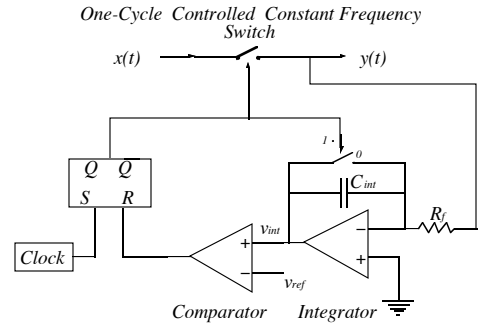 One-Cycle Controlled Constant Frequency
Switch
x(t)
y(t)
1
0
Q Q̅
S R
C int
R f
Clock
v int
+
−
v ref
−
+
Comparator
Integrator